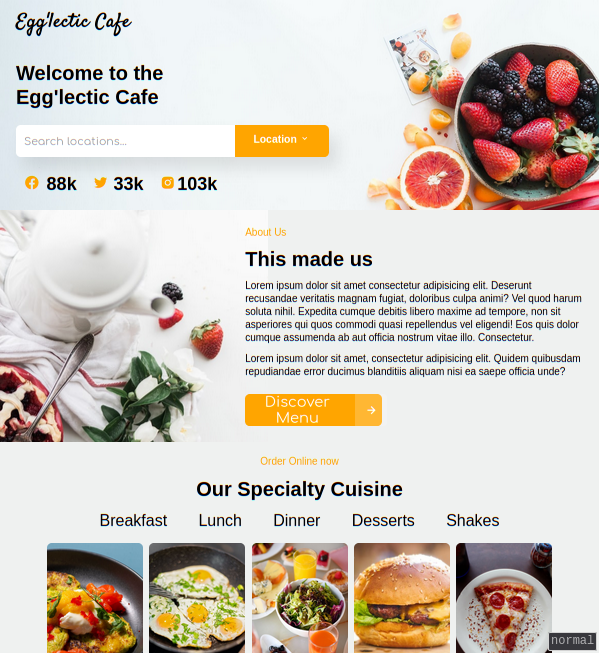 Egg'lectic Cafe
Welcome to the
Egg'lectic Cafe
Search locations...
Location
88k
33k
103k
About Us
This made us
Lorem ipsum dolor sit amet consectetur adipisicing elit. Deserunt
recusandae veritatis magnam fugiat, doloribus culpa animi? Vel quod harum
soluta nihil. Expedita cumque debitis libero maxime ad tempore, non sit
asperiores qui quos commodi quasi repellendus vel eligendi! Eos quis dolor
cumque assumenda ab aut officia nostrum vitae illo. Consectetur.
Lorem ipsum dolor sit amet, consectetur adipisicing elit. Quidem quibusdam
repudiandae error ducimus blanditiis aliquam nisi ea saepe officia unde?
Discover
Menu
Order Online now
Our Specialty Cuisine
Breakfast
Lunch
Dinner
Desserts
Shakes
normal